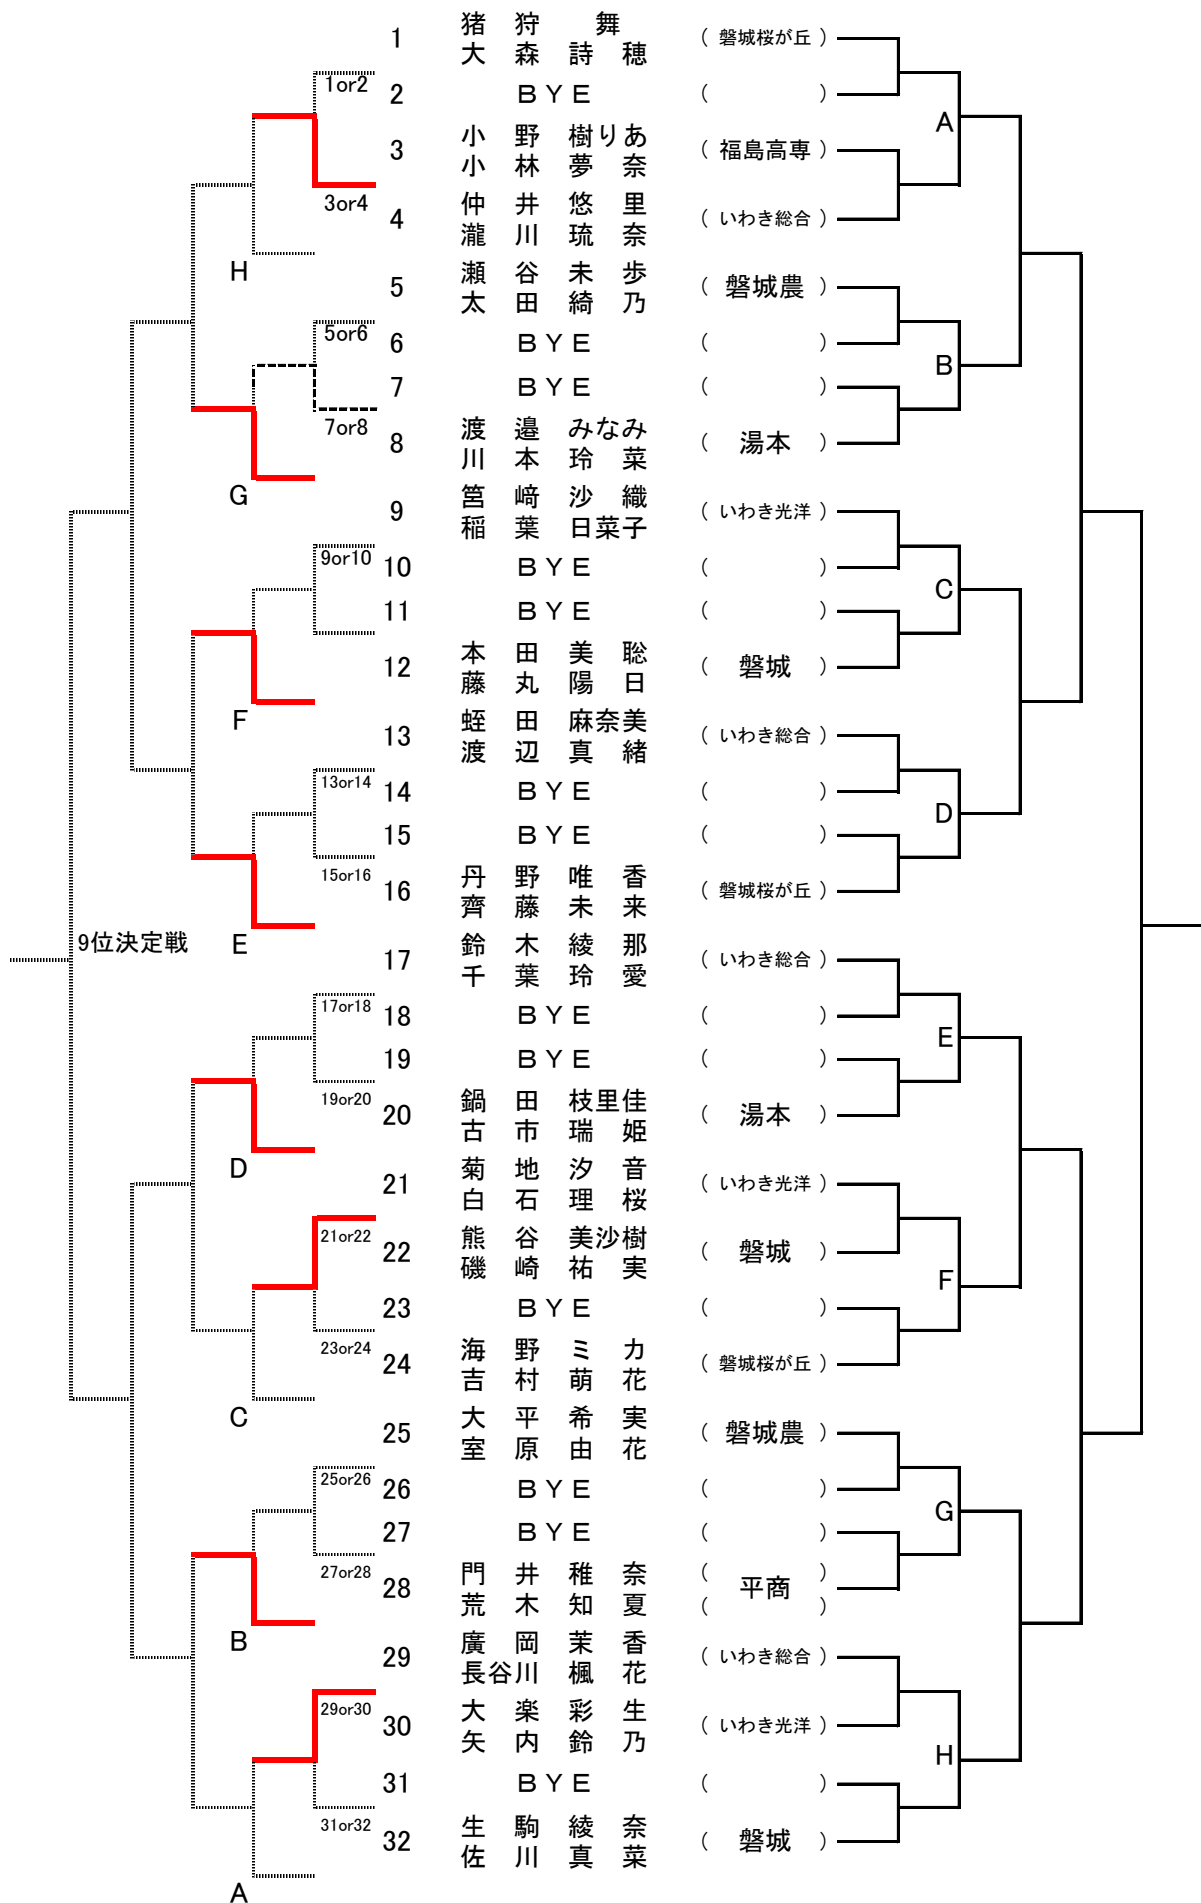 1 猪狩 舞 大森詩穂 （磐城桜が丘）
1or2
2 ＢＹＥ （ ）
A
3 小野樹りあ 小林夢奈 （福島高専）
3or4
4 仲井悠里 瀧川琉奈 （いわき総合）
H
5 瀬谷未歩 太田綺乃 （磐城農）
5or6
6 ＢＹＥ （ ）
B
7 ＢＹＥ （ ）
7or8
8 渡邉みなみ 川本玲菜 （湯本）
G
9 筥﨑沙織 稲葉日菜子 （いわき光洋）
9or10
10 ＢＹＥ （ ）
C
11 ＢＹＥ （ ）
12 本田美聡 藤丸陽日 （磐城）
F
13 蛭田麻奈美 渡辺真緒 （いわき総合）
13or14
14 ＢＹＥ （ ）
D
15 ＢＹＥ （ ）
15or16
16 丹野唯香 齊藤未来 （磐城桜が丘）
9位決定戦
E
17 鈴木綾那 千葉玲愛 （いわき総合）
17or18
18 ＢＹＥ （ ）
E
19 ＢＹＥ （ ）
19or20
20 鍋田枝里佳 古市瑞姫 （湯本）
D
21 菊地汐音 白石理桜 （いわき光洋）
21or22
22 熊谷美沙樹 磯崎祐実 （磐城）
F
23 ＢＹＥ （ ）
23or24
24 海野ミカ 吉村萌花 （磐城桜が丘）
C
25 大平希実 室原由花 （磐城農）
25or26
26 ＢＹＥ （ ）
G
27 ＢＹＥ （ ）
27or28
28 門井稚奈 荒木知夏 （ ） 平商 （ ）
B
29 廣岡茉香 長谷川楓花 （いわき総合）
29or30
30 大楽彩生 矢内鈴乃 （いわき光洋）
H
31 ＢＹＥ （ ）
31or32
32 生駒綾奈 佐川真菜 （磐城）
A